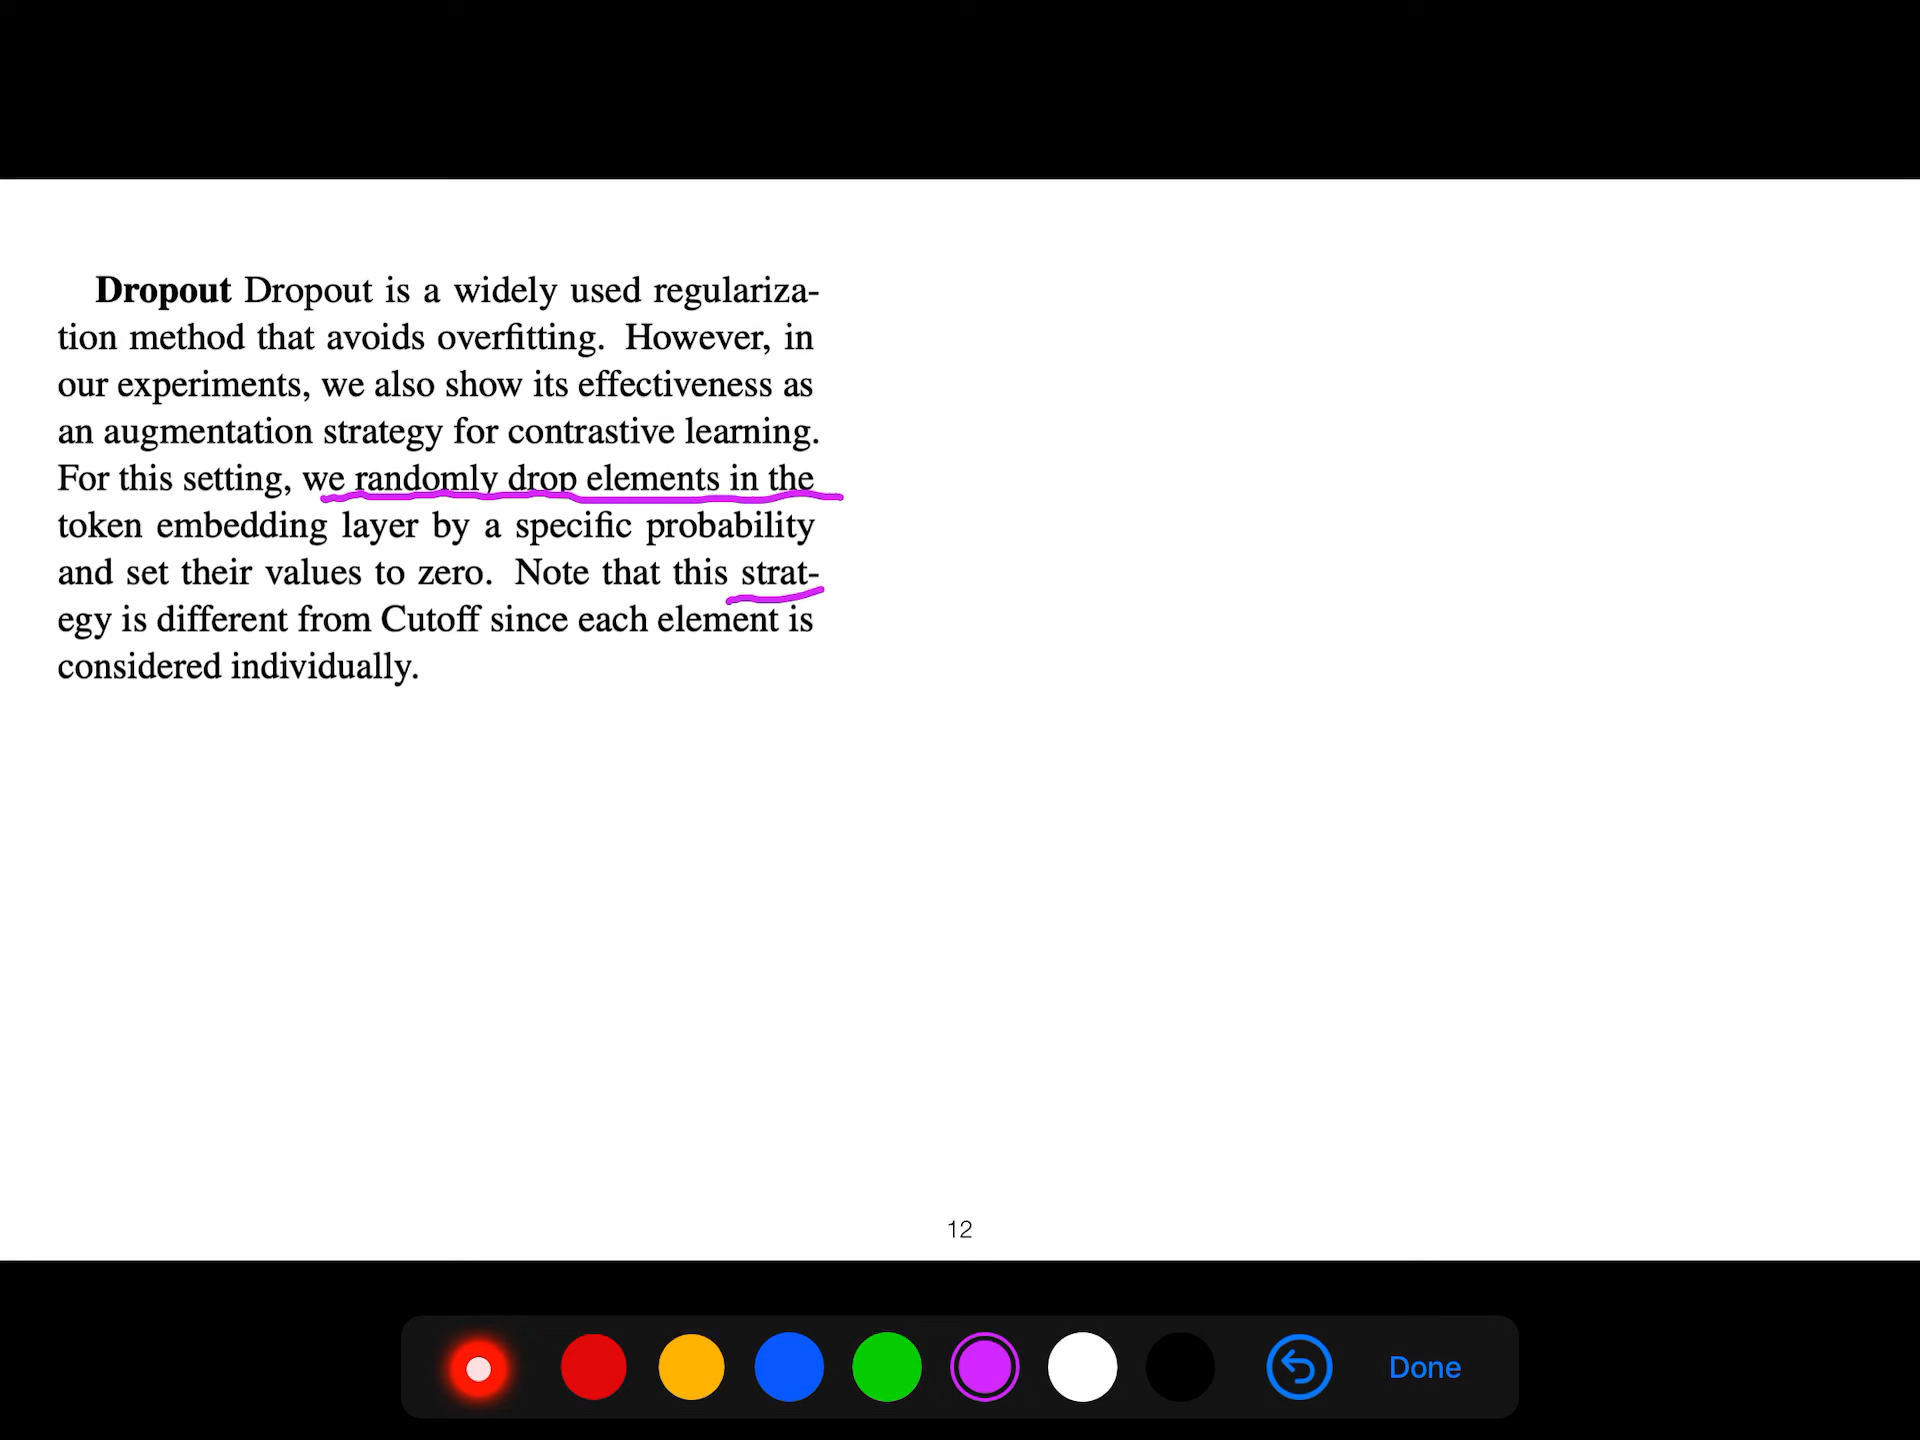 Dropout Dropout is a widely used regulariza-
tion method that avoids overfitting. However, in
our experiments, we also show its effectiveness as
an augmentation strategy for contrastive learning.
For this setting, we randomly drop elements in the
token embedding layer by a specific probability
and set their values to zero. Note that this strat-
egy is different from Cutoff since each element is
considered individually.
12
Done